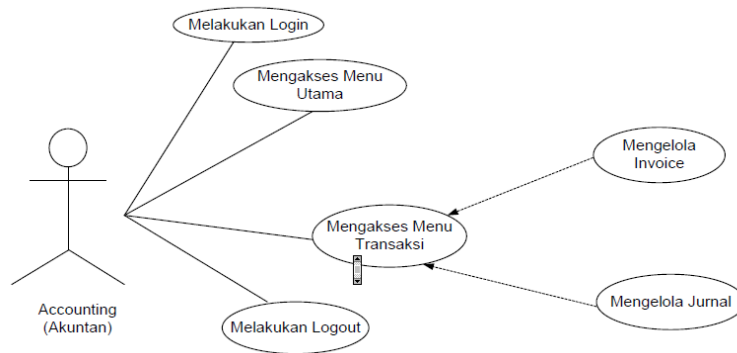 Melakukan Login
Mengakses Menu
Utama
Mengelola
Invoice
Mengakses Menu
Transaksi
Accounting
(Akuntan)
Melakukan Logout
Mengelola Jurnal